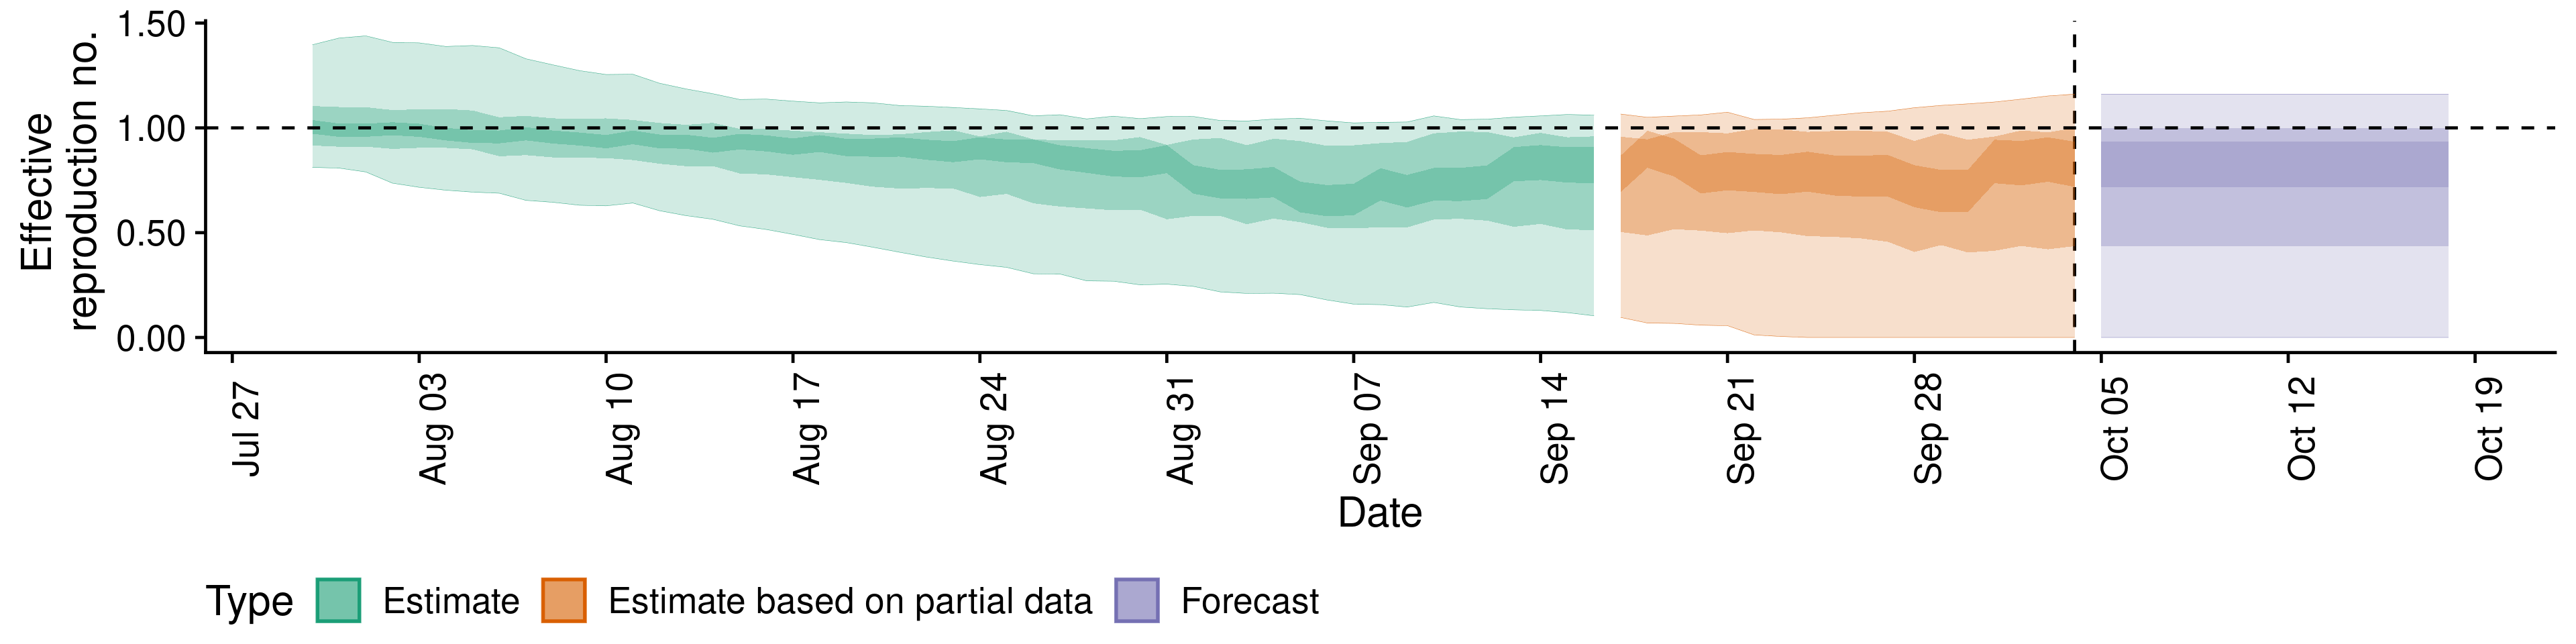 Effective
reproduction no.
1.50
1.00
0.50
0.00
Jul 27
Aug 03
Aug 10
Aug 17
Aug 24
Aug 31
Sep 07
Sep 14
Sep 21
Sep 28
Oct 05
Oct 12
Oct 19
Date
Type Estimate Estimate based on partial data Forecast